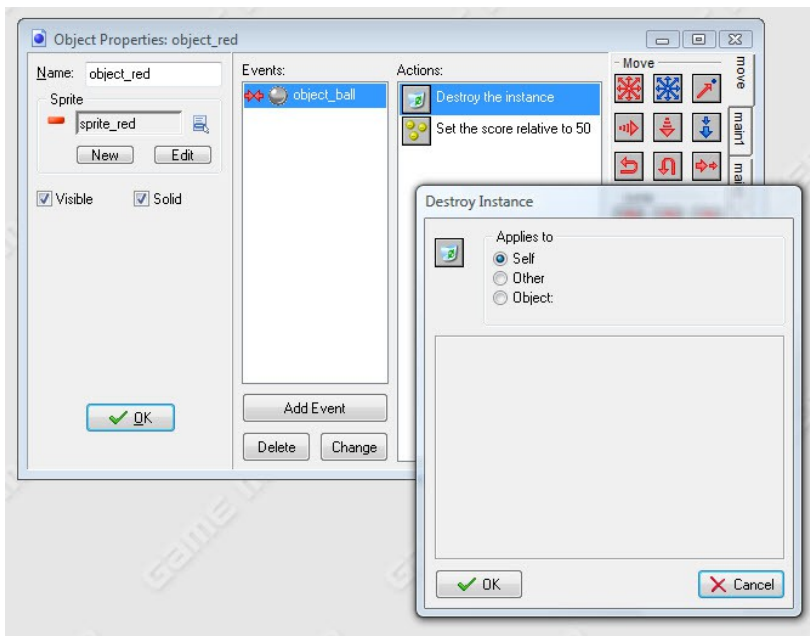 Object Properties: object_red
Name: object_red
Sprite
sprite_red
New Edit
Visible Solid
OK
Events:
object_ball
Add Event
Delete Change
Actions:
Destroy the instance
Set the score relative to 50
Move
move
main1
Destroy Instance
Applies to
Self
Other
Object:
OK Cancel